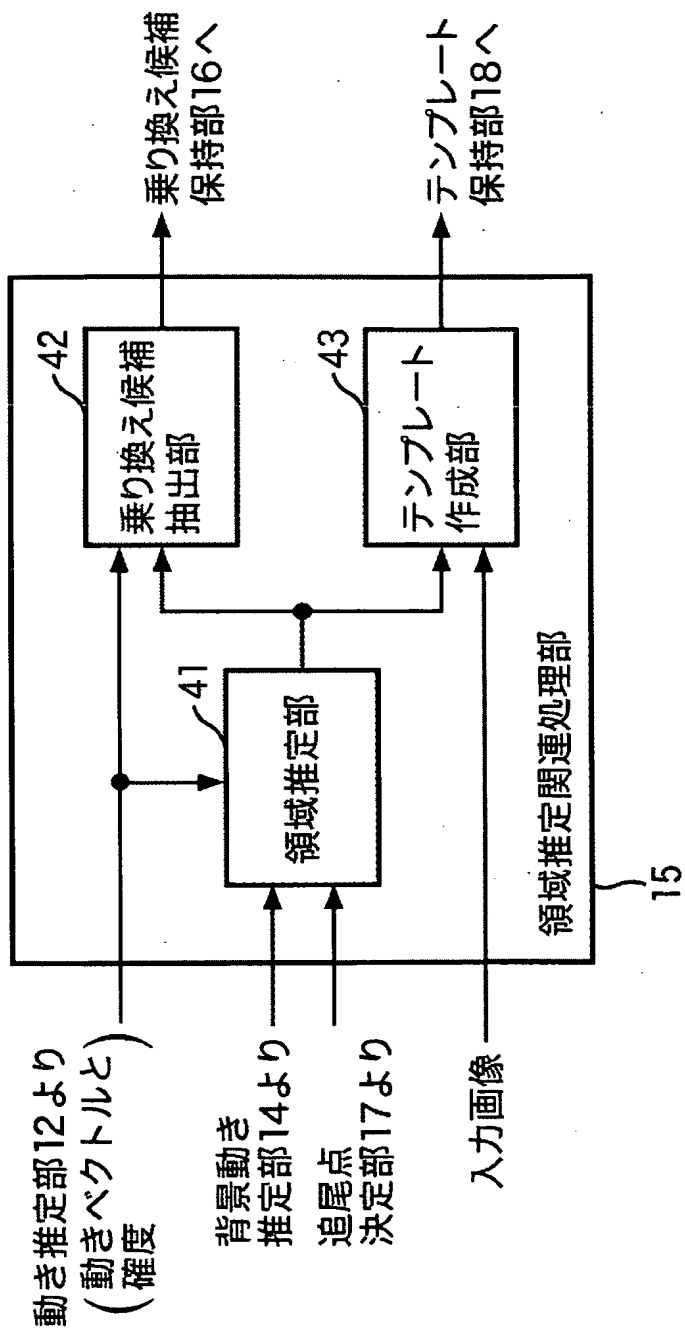 動き推定部12より
(動きベクトルと
確度)
背景動き
推定部14より
追尾点
決定部17より
入力画像
41
領域推定部
42
乗り換え候補
抽出部
43
テンプレート
作成部
領域推定関連処理部
15
乗り換え候補
保持部16へ
テンプレート
保持部18へ